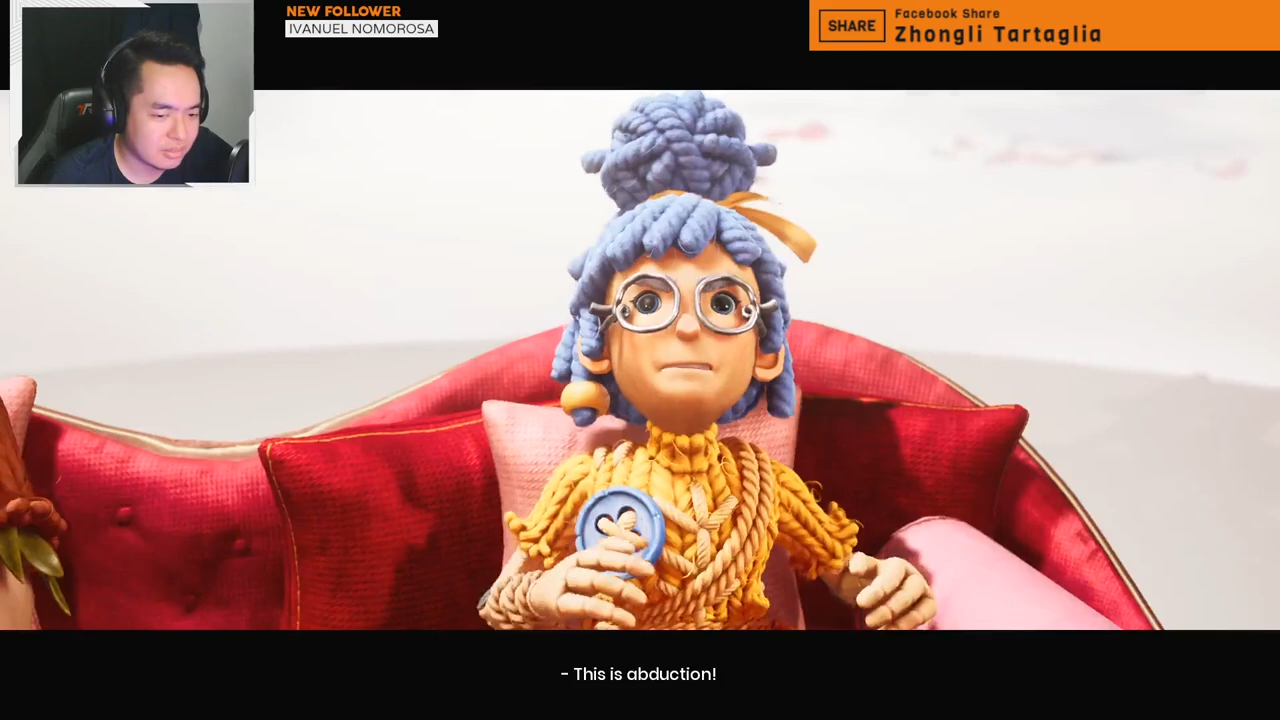 NEW FOLLOWER
IVANUEL NOMOROSA
SHARE
Facebook Share
Zhongli Tartaglia
- This is abduction!